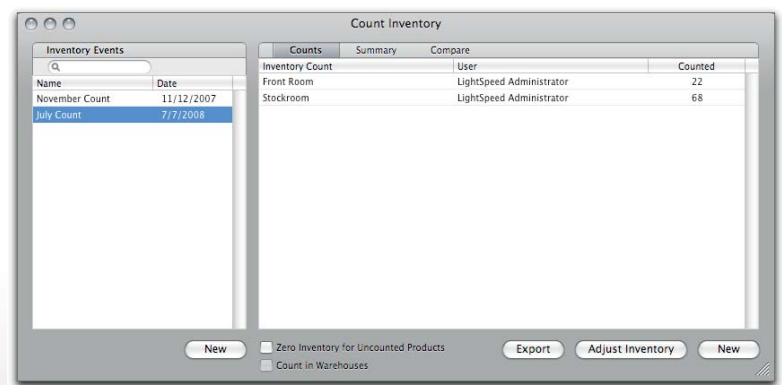 Count Inventory
Inventory Events
Name Date
November Count 11/12/2007
July Count 7/7/2008
New
Counts Summary Compare
Inventory Count User Counted
Front Room LightSpeed Administrator 22
Stockroom LightSpeed Administrator 68
Zero Inventory for Uncounted Products
Count in Warehouses
Export Adjust Inventory New